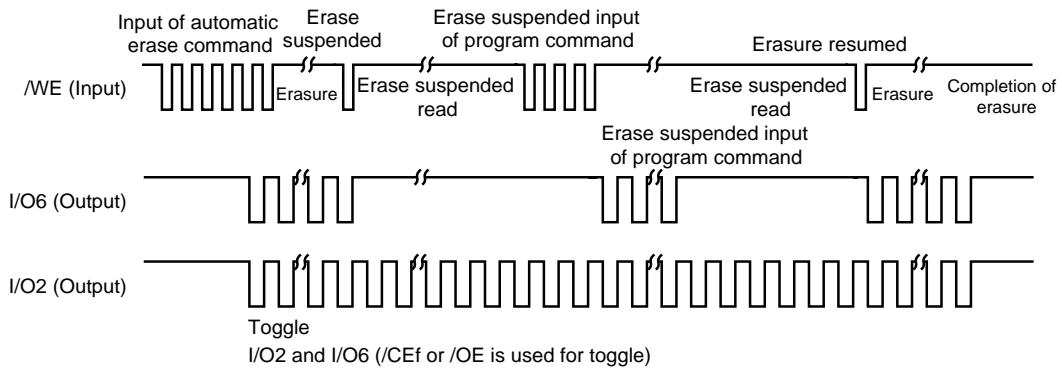 Input of automatic
erase command
Erase
suspended
Erase suspended input
of program command
Erasure resumed
/WE (Input)
Erasure
Erase suspended
read
Erase suspended
read
Erasure
Completion of
erasure
Erase suspended input
of program command
I/O6 (Output)
I/O2 (Output)
Toggle
I/O2 and I/O6 (/CEf or /OE is used for toggle)